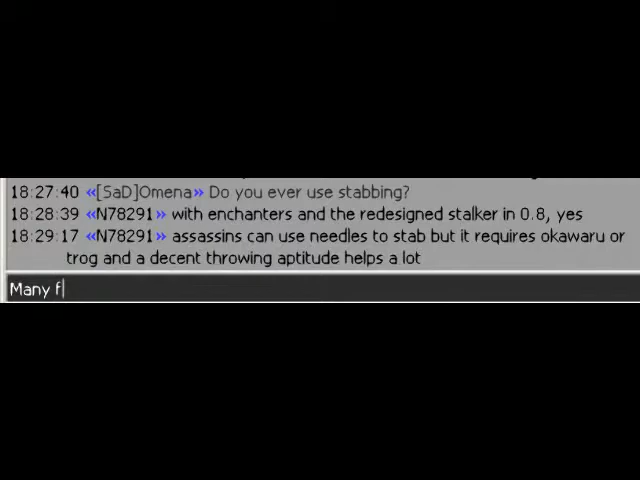 18:27:40 «[SaD]Omena» Do you ever use stabbing?
18:28:39 «N78291» with enchanters and the redesigned stalker in 0.8, yes
18:29:17 «N78291» assassins can use needles to stab but it requires okawaru or
trog and a decent throwing aptitude helps a lot
Many f